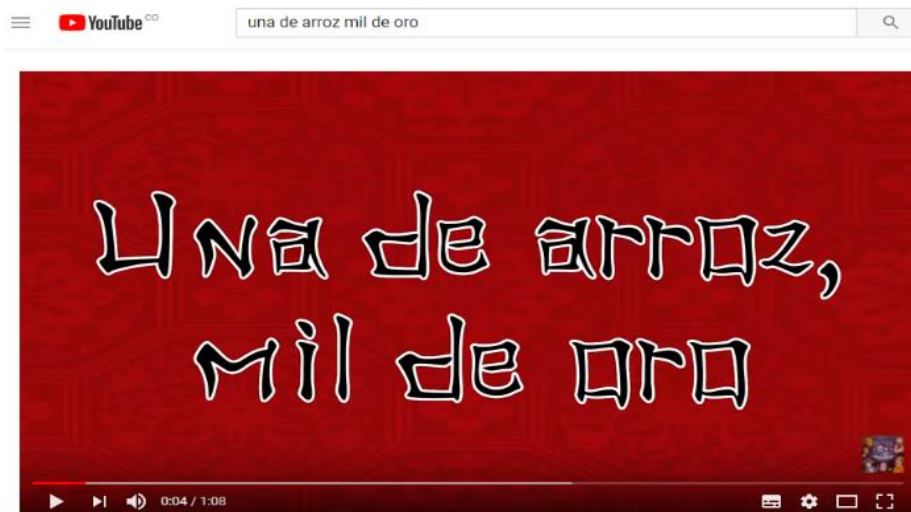 YouTube CO
una de arroz mil de oro
Una de arroz,
mil de oro
0:04 / 1:08